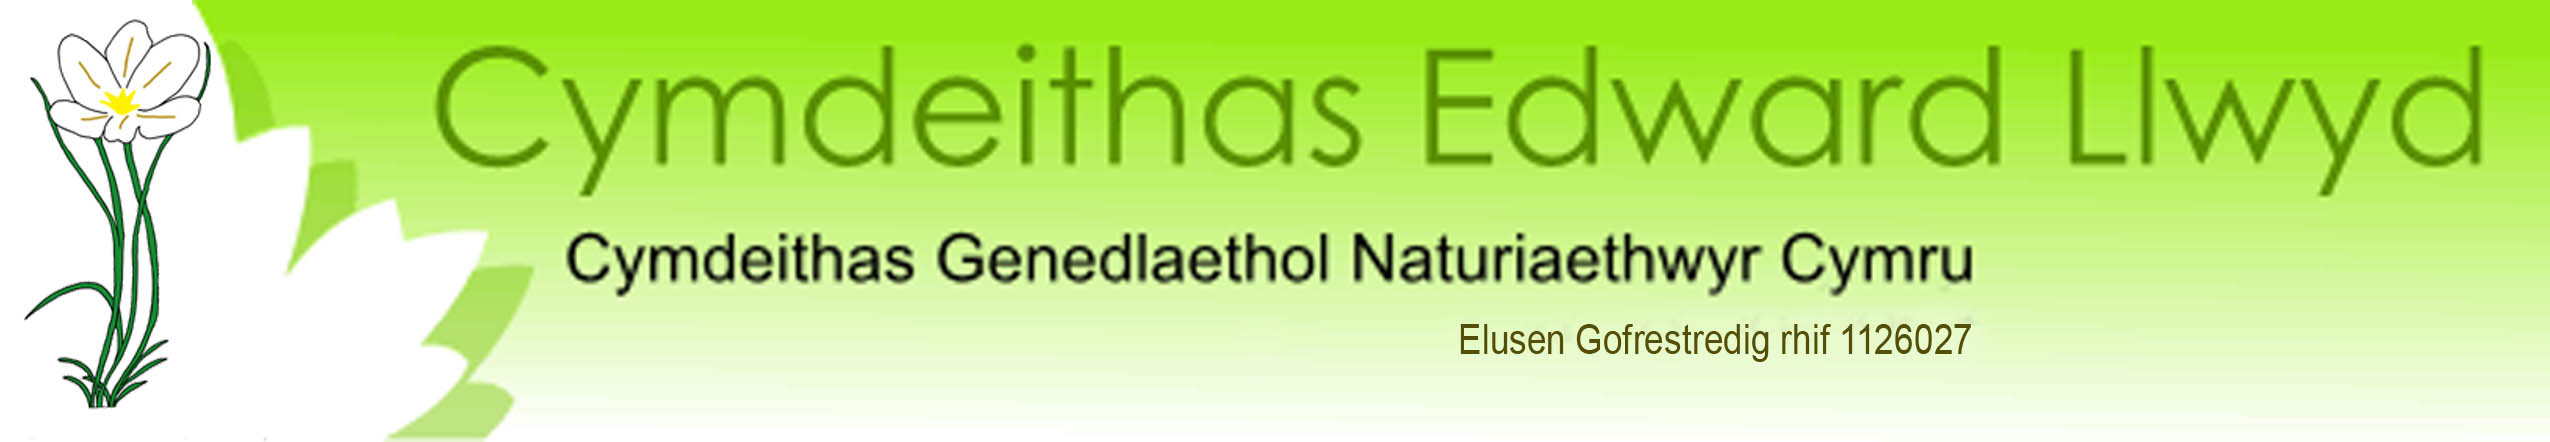 Cymdeithas Edward Llwyd
Cymdeithas Genedlaethol Naturiaethwyr Cymru
Elusen Gofrestredig rhif 1126027